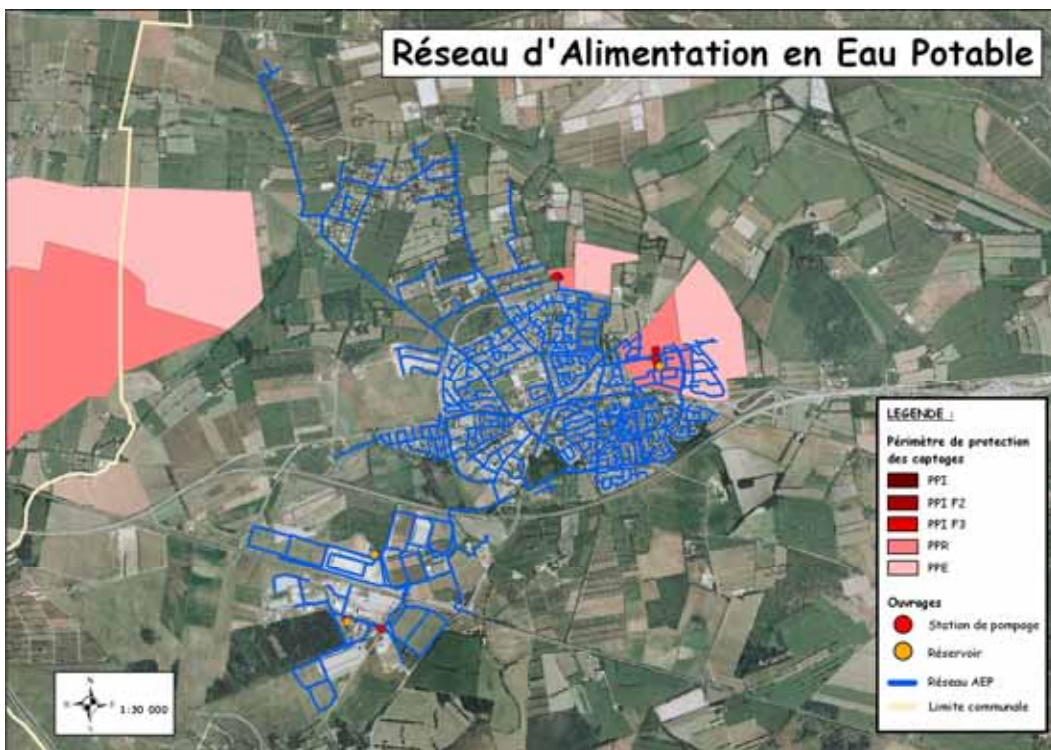 Réseau d'Alimentation en Eau Potable
LEGENDE :
Périmètre de protection
des captages
PPI
PPI F2
PPI F3
PPR
PPE
Ouvrages
Station de pompage
Réservoir
Réseau AEP
Limite communale
N
1:30 000